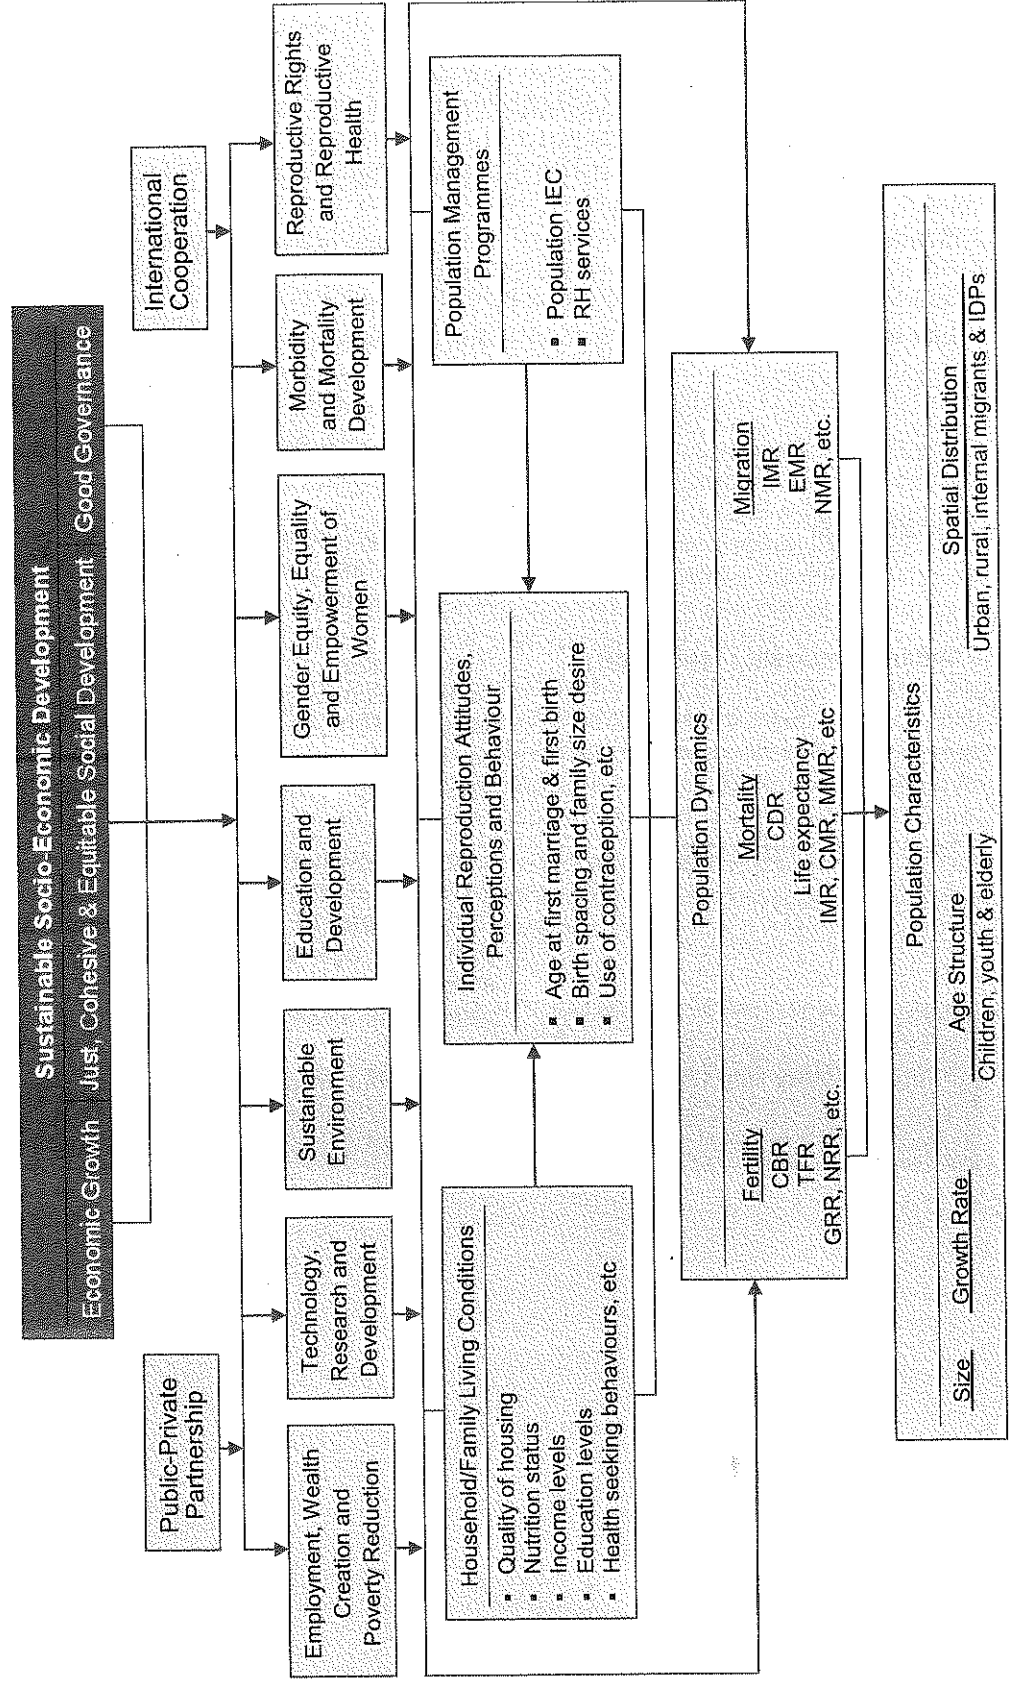 Sustainable Socio-Economic Development
Economic Growth Just, Cohesive & Equitable Social Development Good Governance
Public-Private
Partnership
International
Cooperation
Employment, Wealth
Creation and
Poverty Reduction
Technology,
Research and
Development
Sustainable
Environment
Education and
Development
Gender Equity, Equality
and Empowerment of
Women
Morbidity
and Mortality
Development
Reproductive Rights
and Reproductive
Health
Household/Family Living Conditions
▪ Quality of housing
▪ Nutrition status
▪ Income levels
▪ Education levels
▪ Health seeking behaviours, etc
Individual Reproduction Attitudes,
Perceptions and Behaviour
▪ Age at first marriage & first birth
▪ Birth spacing and family size desire
▪ Use of contraception, etc
Population Management
Programmes
▪ Population IEC
▪ RH services
Population Dynamics
Fertility
CBR
TFR
GRR, NRR, etc.
Mortality
CDR
Life expectancy
IMR, CMR, MMR, etc
Migration
IMR
EMR
NMR, etc.
Population Characteristics
Size
Growth Rate
Age Structure
Children, youth & elderly
Spatial Distribution
Urban, rural, internal migrants & IDPs